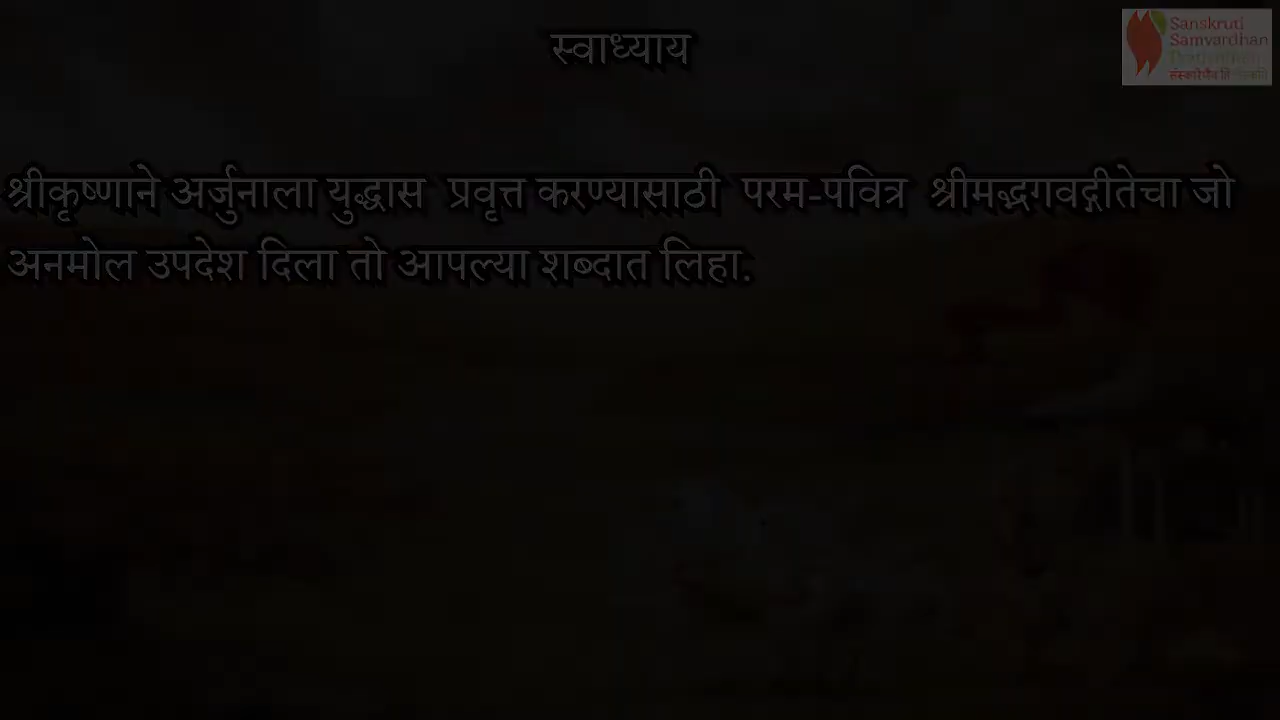 स्वाध्याय
Sanskruti
Samvardhan
श्रीकृष्णाने अर्जुनाला युद्धास प्रवृत्त करण्यासाठी परम-पवित्र श्रीमद्भगवद्गीतेचा जो
अनमोल उपदेश दिला तो आपल्या शब्दात लिहा.